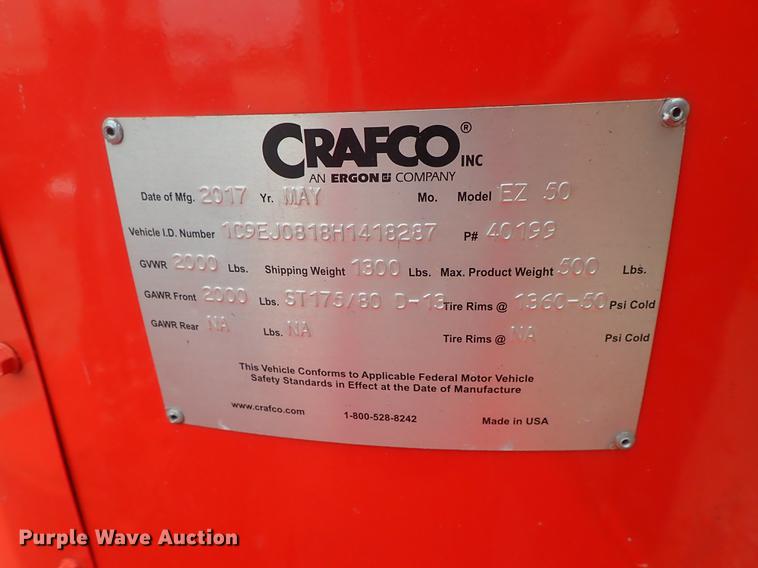 CRAFCO® INC
AN ERGON COMPANY
Date of Mfg. 2017 Yr. MAY Mo. Model EZ 50
Vehicle I.D. Number 1C9EJ0818H1418287 P# 40199
GVWR 2000 Lbs. Shipping Weight 1300 Lbs. Max. Product Weight 500 Lbs.
GAWR Front 2000 Lbs. ST175/80 D-13 Tire Rims @ 1360-50 Psi Cold
GAWR Rear NA Lbs. NA Tire Rims @ NA Psi Cold
This Vehicle Conforms to Applicable Federal Motor Vehicle
Safety Standards in Effect at the Date of Manufacture
www.crafco.com 1-800-528-8242 Made in USA
Purple Wave Auction